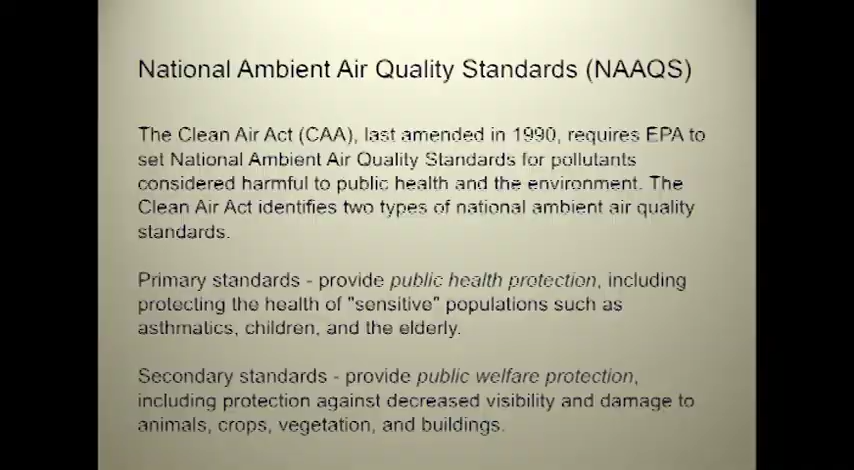 National Ambient Air Quality Standards (NAAQS)
The Clean Air Act (CAA), last amended in 1990, requires EPA to
set National Ambient Air Quality Standards for pollutants
considered harmful to public health and the environment. The
Clean Air Act identifies two types of national ambient air quality
standards.
Primary standards - provide public health protection, including
protecting the health of "sensitive" populations such as
asthmatics, children, and the elderly.
Secondary standards - provide public welfare protection,
including protection against decreased visibility and damage to
animals, crops, vegetation, and buildings.